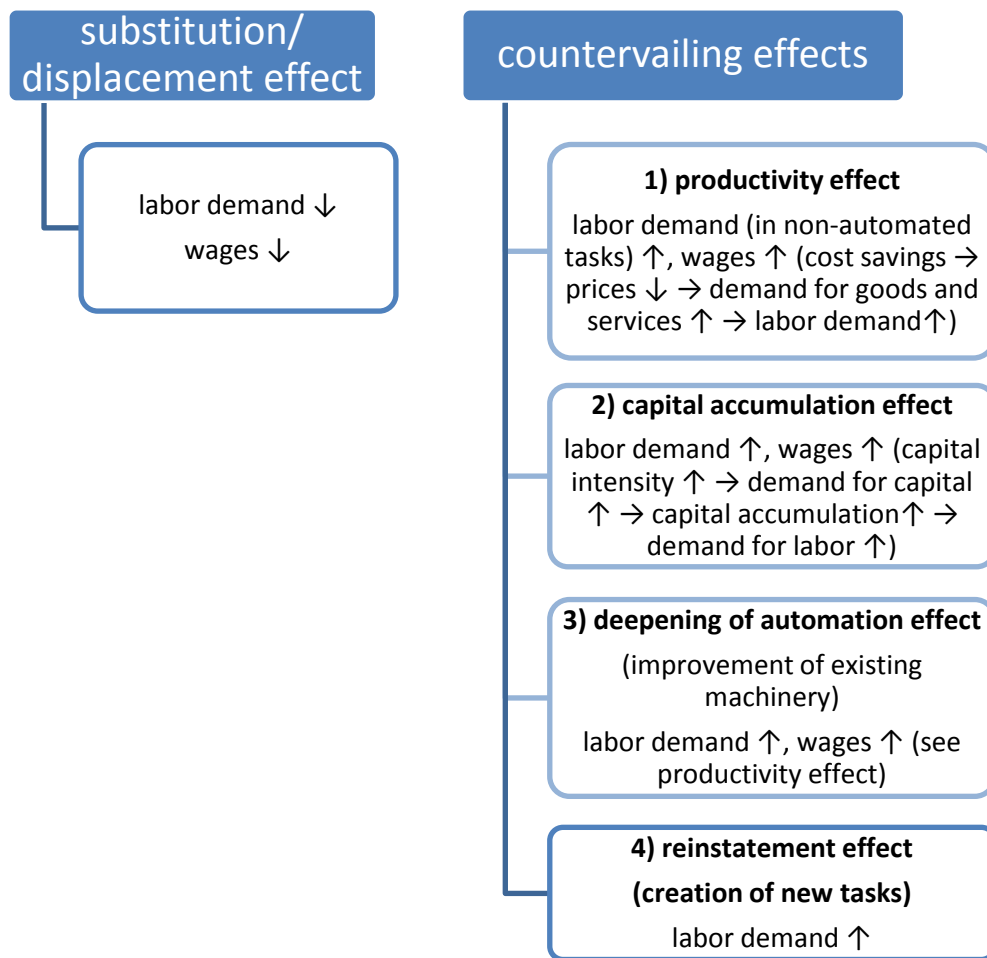 substitution/
displacement effect
labor demand ↓
wages ↓
countervailing effects
1) productivity effect
labor demand (in non-automated
tasks) ↑, wages ↑ (cost savings →
prices ↓ → demand for goods and
services ↑ → labor demand↑)
2) capital accumulation effect
labor demand ↑, wages ↑ (capital
intensity ↑ → demand for capital
↑ → capital accumulation↑ →
demand for labor ↑)
3) deepening of automation effect
(improvement of existing
machinery)
labor demand ↑, wages ↑ (see
productivity effect)
4) reinstatement effect
(creation of new tasks)
labor demand ↑